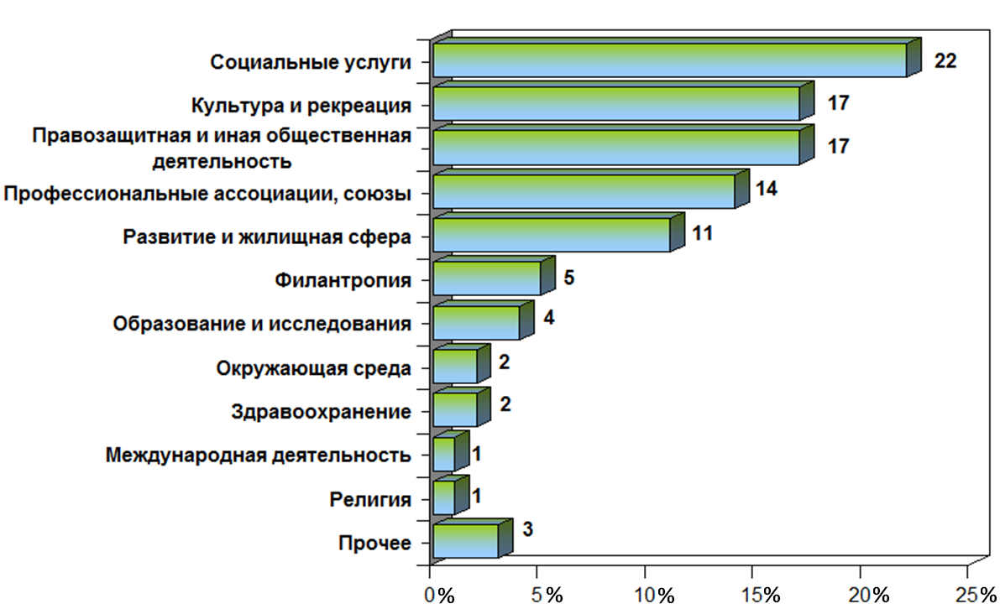 Социальные услуги 22
Культура и рекреация 17
Правозащитная и иная общественная
деятельность 17
Профессиональные ассоциации, союзы 14
Развитие и жилищная сфера 11
Филантропия 5
Образование и исследования 4
Окружающая среда 2
Здравоохранение 2
Международная деятельность 1
Религия 1
Прочее 3
0% 5% 10% 15% 20% 25%